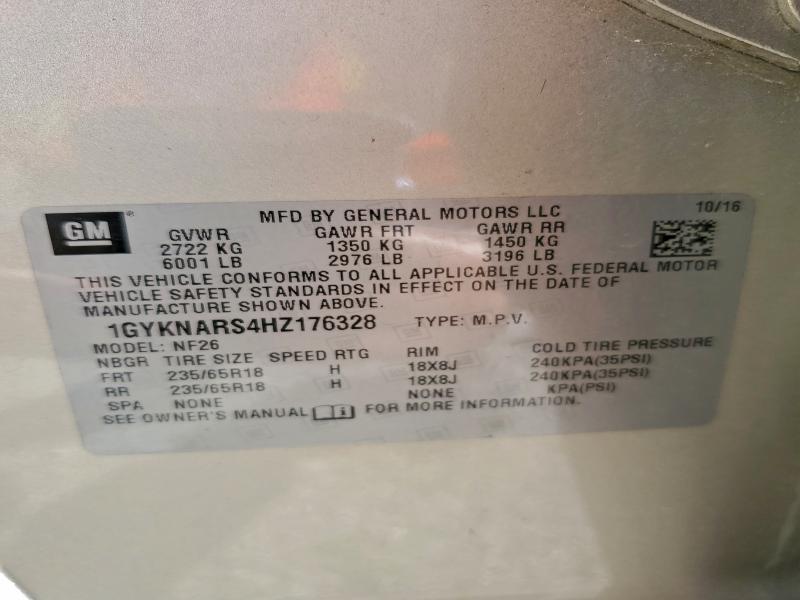 GM
MFD BY GENERAL MOTORS LLC 10/16
GVWR GAWR FRT GAWR RR
2722 KG 1350 KG 1450 KG
6001 LB 2976 LB 3196 LB
THIS VEHICLE CONFORMS TO ALL APPLICABLE U.S. FEDERAL MOTOR
VEHICLE SAFETY STANDARDS IN EFFECT ON THE DATE OF
MANUFACTURE SHOWN ABOVE.
1GYKNARS4HZ176328 TYPE: M.P.V.
MODEL: NF26
NBGR TIRE SIZE SPEED RTG RIM COLD TIRE PRESSURE
FRT 235/65R18 H 18X8J 240KPA(35PSI)
RR 235/65R18 H 18X8J 240KPA(35PSI)
SPA NONE NONE KPA(PSI)
SEE OWNER'S MANUAL FOR MORE INFORMATION.